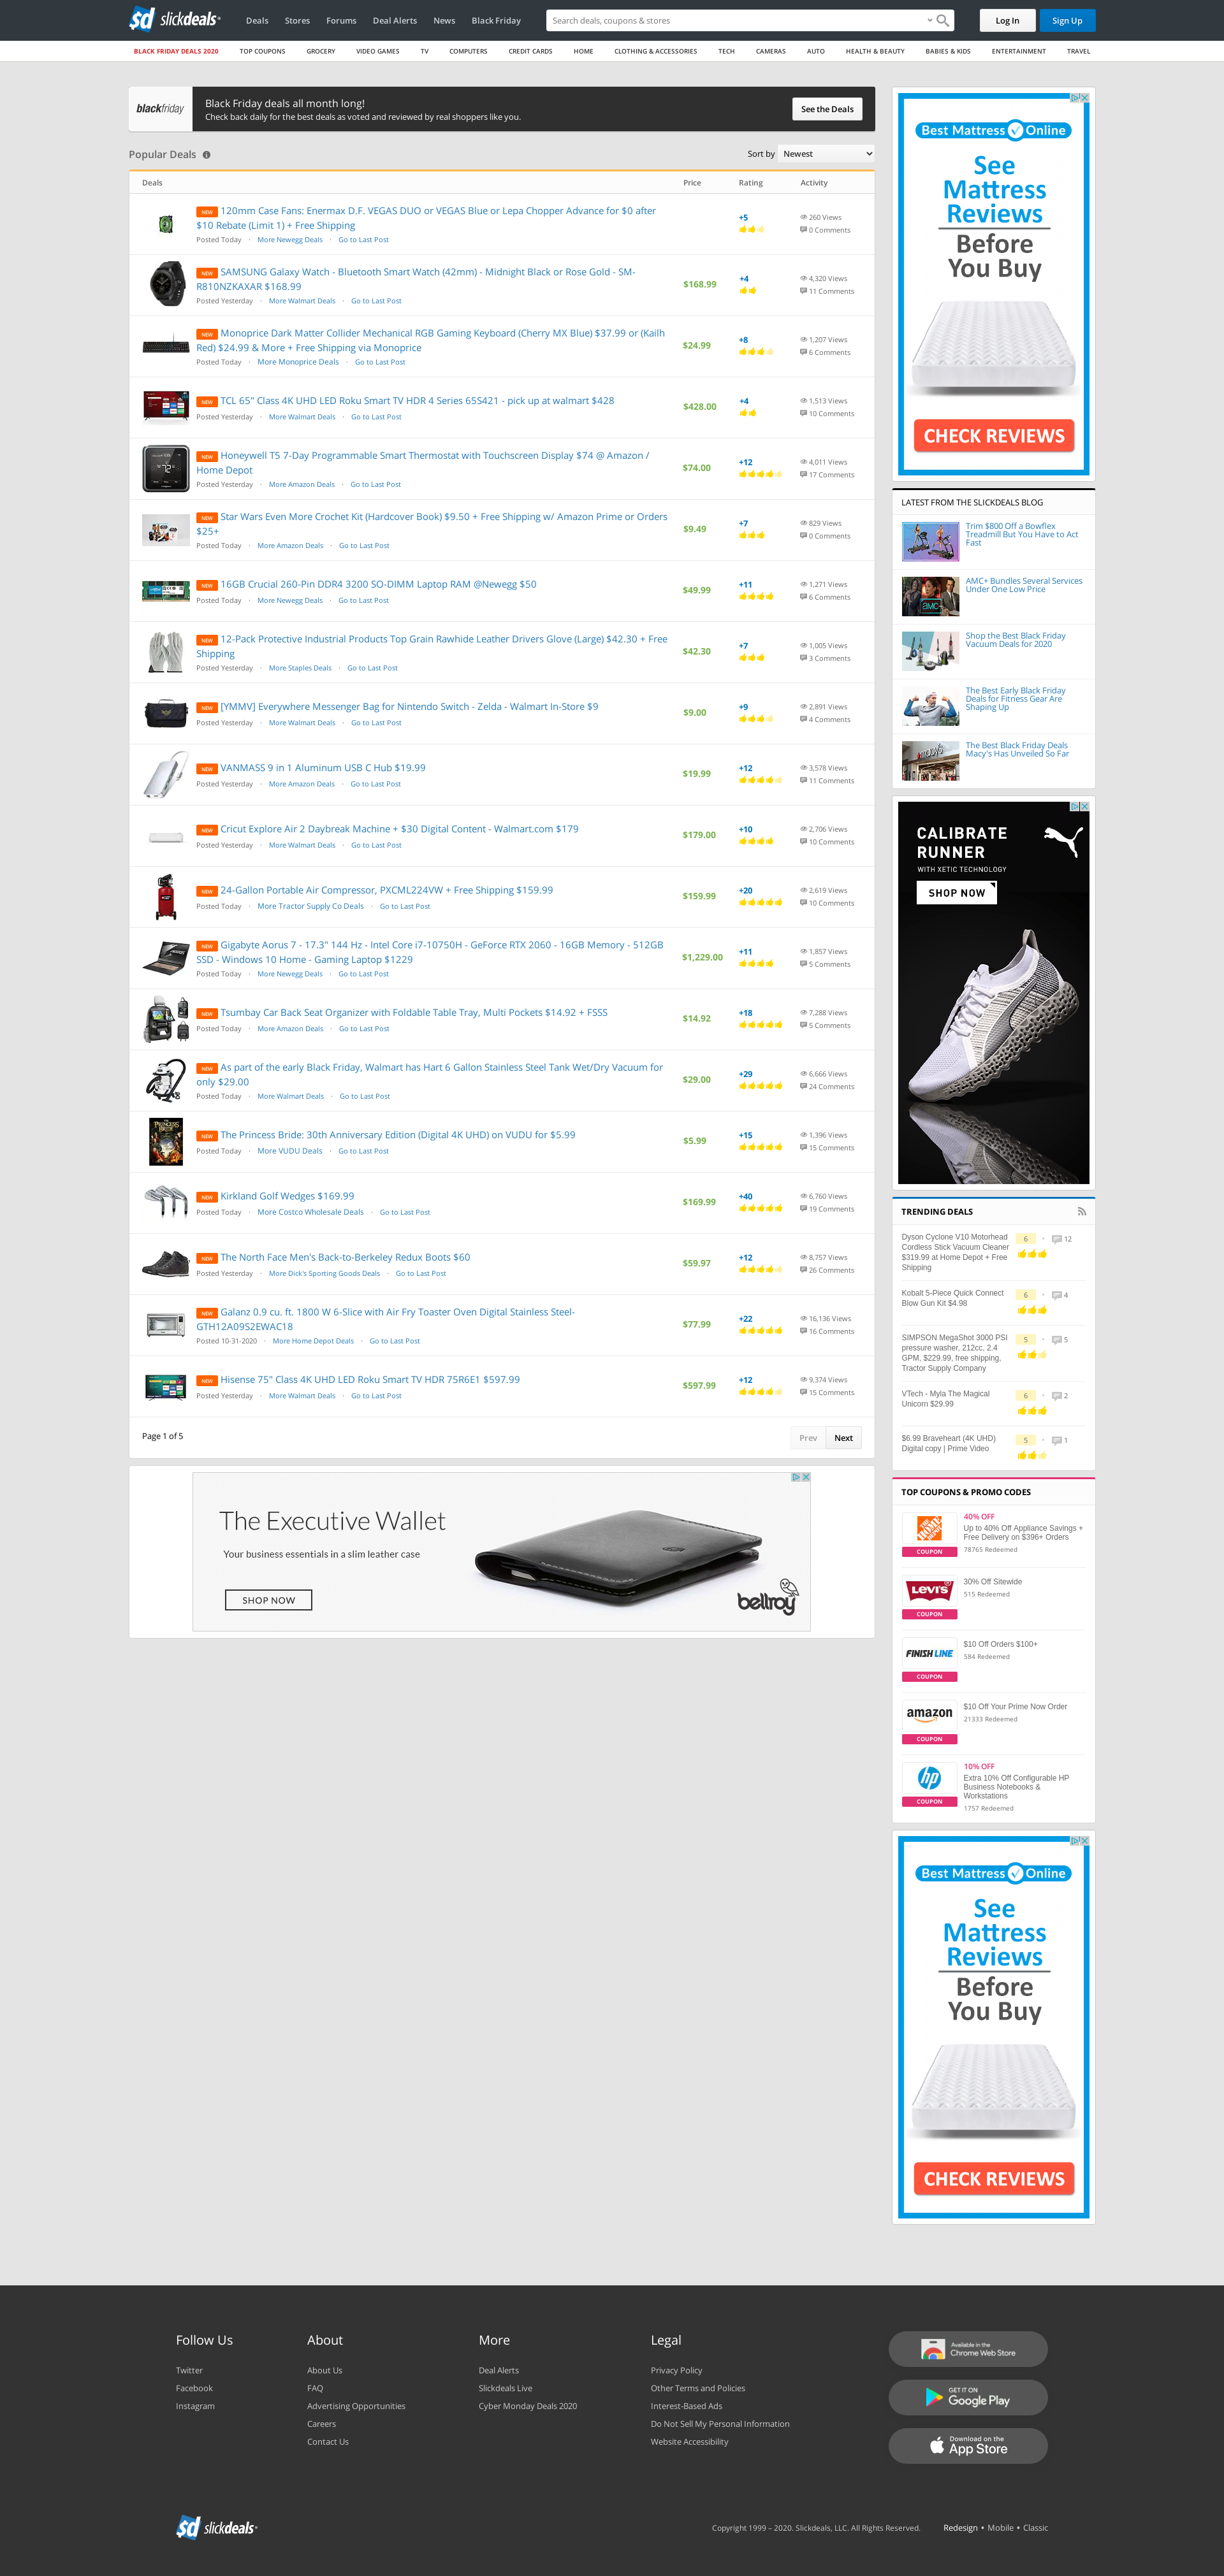 slickdeals
Deals Stores Forums Deal Alerts News Black Friday
Search deals, coupons & stores
Log In Sign Up
BLACK FRIDAY DEALS 2020 TOP COUPONS GROCERY VIDEO GAMES TV COMPUTERS CREDIT CARDS HOME CLOTHING & ACCESSORIES TECH CAMERAS AUTO HEALTH & BEAUTY BABIES & KIDS ENTERTAINMENT TRAVEL
blackfriday
Black Friday deals all month long!
Check back daily for the best deals as voted and reviewed by real shoppers like you.
See the Deals
Popular Deals
Sort by Newest
Deals Price Rating Activity
NEW 120mm Case Fans: Enermax D.F. VEGAS DUO or VEGAS Blue or Lepa Chopper Advance for $0 after
$10 Rebate (Limit 1) + Free Shipping
Posted Today · More Newegg Deals · Go to Last Post
+5
260 Views
0 Comments
NEW SAMSUNG Galaxy Watch - Bluetooth Smart Watch (42mm) - Midnight Black or Rose Gold - SM-
R810NZKAXAR $168.99
Posted Yesterday · More Walmart Deals · Go to Last Post
$168.99
+4
4,320 Views
11 Comments
NEW Monoprice Dark Matter Collider Mechanical RGB Gaming Keyboard (Cherry MX Blue) $37.99 or (Kailh
Red) $24.99 & More + Free Shipping via Monoprice
Posted Today · More Monoprice Deals · Go to Last Post
$24.99
+8
1,207 Views
6 Comments
NEW TCL 65" Class 4K UHD LED Roku Smart TV HDR 4 Series 65S421 - pick up at walmart $428
Posted Yesterday · More Walmart Deals · Go to Last Post
$428.00
+4
1,513 Views
10 Comments
NEW Honeywell T5 7-Day Programmable Smart Thermostat with Touchscreen Display $74 @ Amazon /
Home Depot
Posted Yesterday · More Amazon Deals · Go to Last Post
$74.00
+12
4,011 Views
17 Comments
NEW Star Wars Even More Crochet Kit (Hardcover Book) $9.50 + Free Shipping w/ Amazon Prime or Orders
$25+
Posted Today · More Amazon Deals · Go to Last Post
$9.49
+7
829 Views
0 Comments
NEW 16GB Crucial 260-Pin DDR4 3200 SO-DIMM Laptop RAM @Newegg $50
Posted Today · More Newegg Deals · Go to Last Post
$49.99
+11
1,271 Views
6 Comments
NEW 12-Pack Protective Industrial Products Top Grain Rawhide Leather Drivers Glove (Large) $42.30 + Free
Shipping
Posted Yesterday · More Staples Deals · Go to Last Post
$42.30
+7
1,005 Views
3 Comments
NEW [YMMV] Everywhere Messenger Bag for Nintendo Switch - Zelda - Walmart In-Store $9
Posted Yesterday · More Walmart Deals · Go to Last Post
$9.00
+9
2,891 Views
4 Comments
NEW VANMASS 9 in 1 Aluminum USB C Hub $19.99
Posted Yesterday · More Amazon Deals · Go to Last Post
$19.99
+12
3,578 Views
11 Comments
NEW Cricut Explore Air 2 Daybreak Machine + $30 Digital Content - Walmart.com $179
Posted Yesterday · More Walmart Deals · Go to Last Post
$179.00
+10
2,706 Views
10 Comments
NEW 24-Gallon Portable Air Compressor, PXCML224VW + Free Shipping $159.99
Posted Today · More Tractor Supply Co Deals · Go to Last Post
$159.99
+20
2,619 Views
10 Comments
NEW Gigabyte Aorus 7 - 17.3" 144 Hz - Intel Core i7-10750H - GeForce RTX 2060 - 16GB Memory - 512GB
SSD - Windows 10 Home - Gaming Laptop $1229
Posted Today · More Newegg Deals · Go to Last Post
$1,229.00
+11
1,857 Views
5 Comments
NEW Tsumbay Car Back Seat Organizer with Foldable Table Tray, Multi Pockets $14.92 + FSSS
Posted Today · More Amazon Deals · Go to Last Post
$14.92
+18
7,288 Views
5 Comments
NEW As part of the early Black Friday, Walmart has Hart 6 Gallon Stainless Steel Tank Wet/Dry Vacuum for
only $29.00
Posted Today · More Walmart Deals · Go to Last Post
$29.00
+29
6,666 Views
24 Comments
NEW The Princess Bride: 30th Anniversary Edition (Digital 4K UHD) on VUDU for $5.99
Posted Today · More VUDU Deals · Go to Last Post
$5.99
+15
1,396 Views
15 Comments
NEW Kirkland Golf Wedges $169.99
Posted Today · More Costco Wholesale Deals · Go to Last Post
$169.99
+40
6,760 Views
19 Comments
NEW The North Face Men's Back-to-Berkeley Redux Boots $60
Posted Yesterday · More Dick's Sporting Goods Deals · Go to Last Post
$59.97
+12
8,757 Views
26 Comments
NEW Galanz 0.9 cu. ft. 1800 W 6-Slice with Air Fry Toaster Oven Digital Stainless Steel-
GTH12A09S2EWAC18
Posted 10-31-2020 · More Home Depot Deals · Go to Last Post
$77.99
+22
16,136 Views
16 Comments
NEW Hisense 75" Class 4K UHD LED Roku Smart TV HDR 75R6E1 $597.99
Posted Yesterday · More Walmart Deals · Go to Last Post
$597.99
+12
9,374 Views
15 Comments
Page 1 of 5
Prev Next
The Executive Wallet
Your business essentials in a slim leather case
SHOP NOW
bellroy
Best Mattress Online
See
Mattress
Reviews
Before
You Buy
CHECK REVIEWS
LATEST FROM THE SLICKDEALS BLOG
Trim $800 Off a Bowflex
Treadmill But You Have to Act
Fast
AMC+ Bundles Several Services
Under One Low Price
Shop the Best Black Friday
Vacuum Deals for 2020
The Best Early Black Friday
Deals for Fitness Gear Are
Shaping Up
The Best Black Friday Deals
Macy's Has Unveiled So Far
CALIBRATE
RUNNER
WITH XETIC TECHNOLOGY
SHOP NOW
TRENDING DEALS
Dyson Cyclone V10 Motorhead
Cordless Stick Vacuum Cleaner
$319.99 at Home Depot + Free
Shipping
6 · 12
Kobalt 5-Piece Quick Connect
Blow Gun Kit $4.98
6 · 4
SIMPSON MegaShot 3000 PSI
pressure washer, 212cc, 2.4
GPM, $229.99, free shipping,
Tractor Supply Company
5 · 5
VTech - Myla The Magical
Unicorn $29.99
6 · 2
$6.99 Braveheart (4K UHD)
Digital copy | Prime Video
5 · 1
TOP COUPONS & PROMO CODES
COUPON
40% OFF
Up to 40% Off Appliance Savings +
Free Delivery on $396+ Orders
78765 Redeemed
LEVI'S
COUPON
30% Off Sitewide
515 Redeemed
FINISH LINE
COUPON
$10 Off Orders $100+
584 Redeemed
amazon
COUPON
$10 Off Your Prime Now Order
21333 Redeemed
hp
COUPON
10% OFF
Extra 10% Off Configurable HP
Business Notebooks &
Workstations
1757 Redeemed
Best Mattress Online
See
Mattress
Reviews
Before
You Buy
CHECK REVIEWS
Follow Us
Twitter
Facebook
Instagram
About
About Us
FAQ
Advertising Opportunities
Careers
Contact Us
More
Deal Alerts
Slickdeals Live
Cyber Monday Deals 2020
Legal
Privacy Policy
Other Terms and Policies
Interest-Based Ads
Do Not Sell My Personal Information
Website Accessibility
Available in the
Chrome Web Store
GET IT ON
Google Play
Download on the
App Store
slickdeals
Copyright 1999 – 2020. Slickdeals, LLC. All Rights Reserved.
Redesign • Mobile • Classic